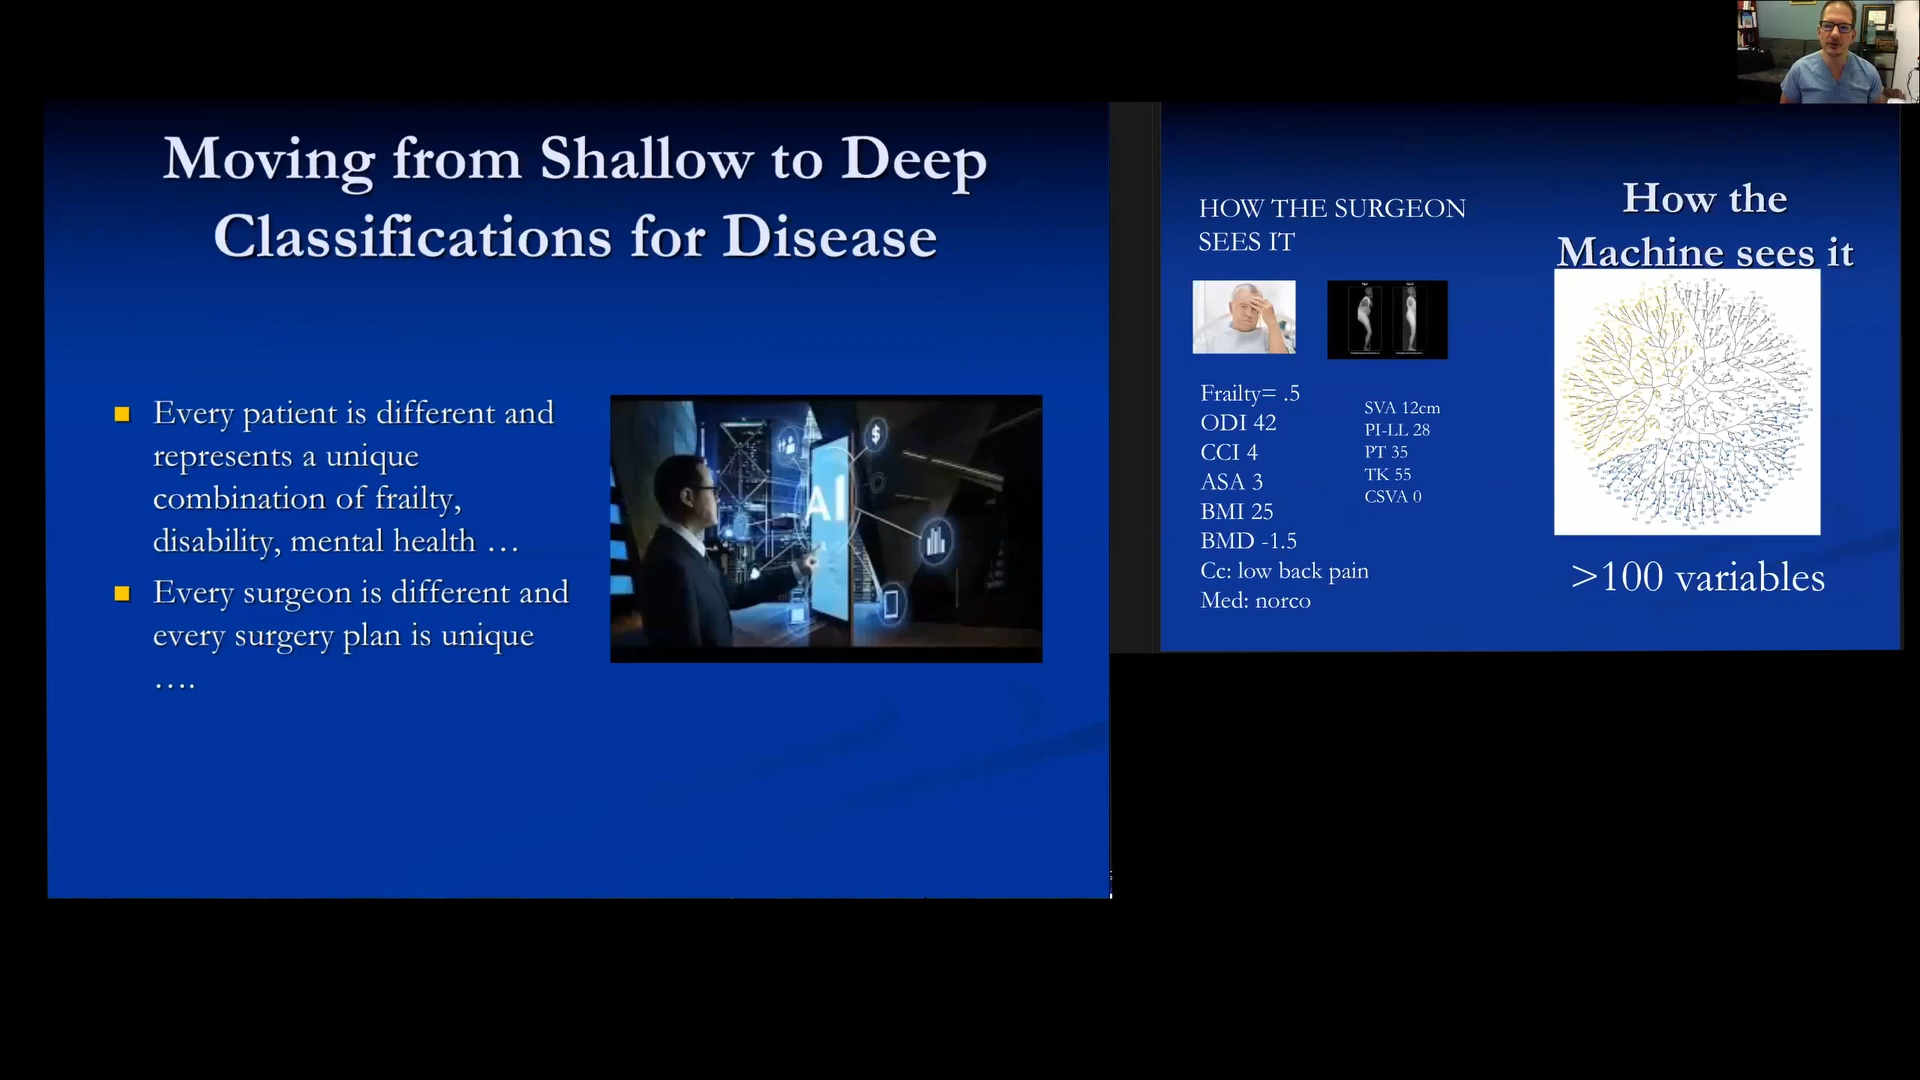 Moving from Shallow to Deep
Classifications for Disease
Every patient is different and
represents a unique
combination of frailty,
disability, mental health …
Every surgeon is different and
every surgery plan is unique
….
AI
$
HOW THE SURGEON
SEES IT
Frailty= .5
ODI 42
CCI 4
ASA 3
BMI 25
BMD -1.5
Cc: low back pain
Med: norco
SVA 12cm
PI-LL 28
PT 35
TK 55
CSVA 0
How the
Machine sees it
>100 variables